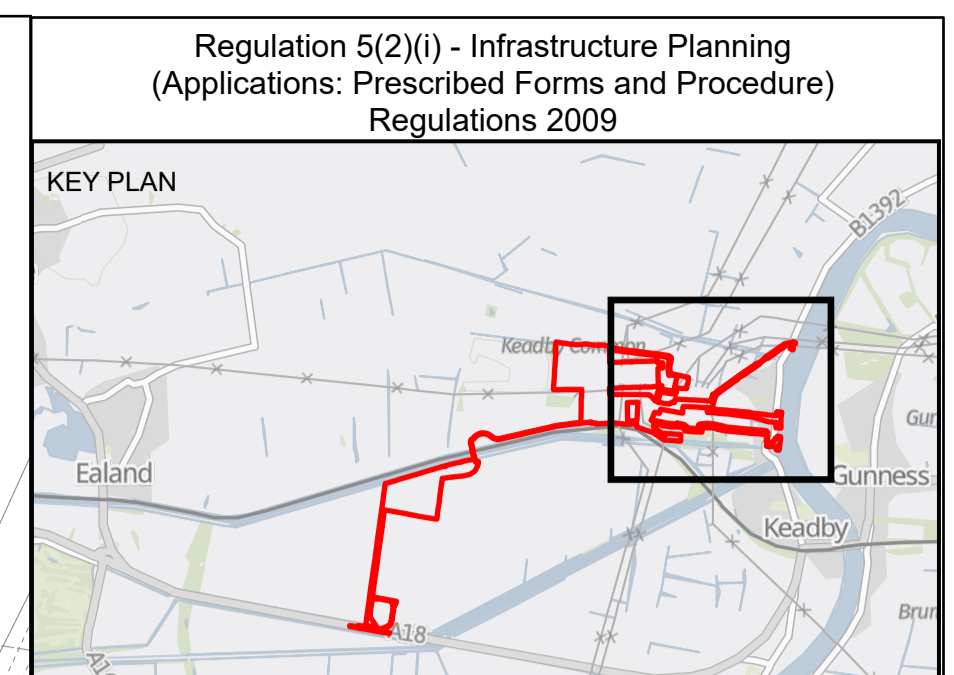 Regulation 5(2)(i) - Infrastructure Planning
(Applications: Prescribed Forms and Procedure)
Regulations 2009
KEY PLAN
B1392
Keadby Common
Ealand
Gunness
Keadby
A18